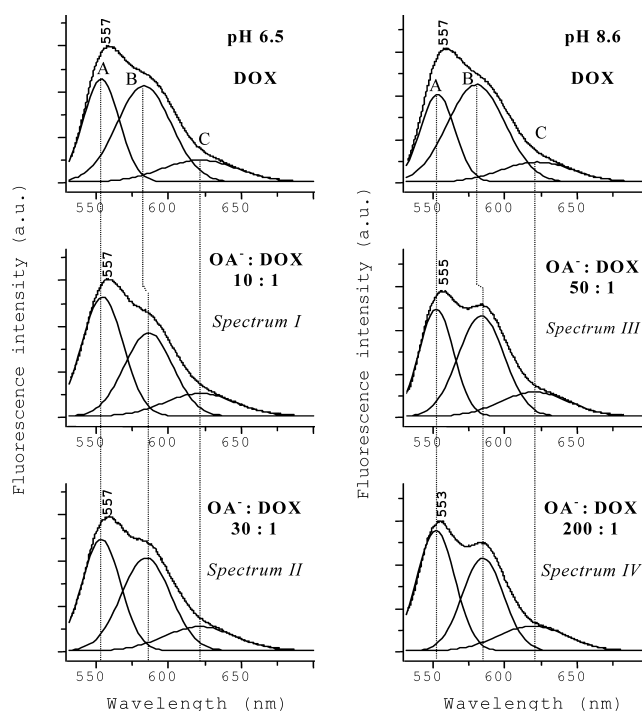 557
pH 6.5
DOX
A
B
C
550 600 650
557
OA⁻ : DOX
10 : 1
Spectrum I
550 600 650
557
OA⁻ : DOX
30 : 1
Spectrum II
550 600 650
Wavelength (nm)
Fluorescence intensity (a.u.)
557
pH 8.6
DOX
A
B
C
550 600 650
555
OA⁻ : DOX
50 : 1
Spectrum III
550 600 650
553
OA⁻ : DOX
200 : 1
Spectrum IV
550 600 650
Wavelength (nm)
Fluorescence intensity (a.u.)